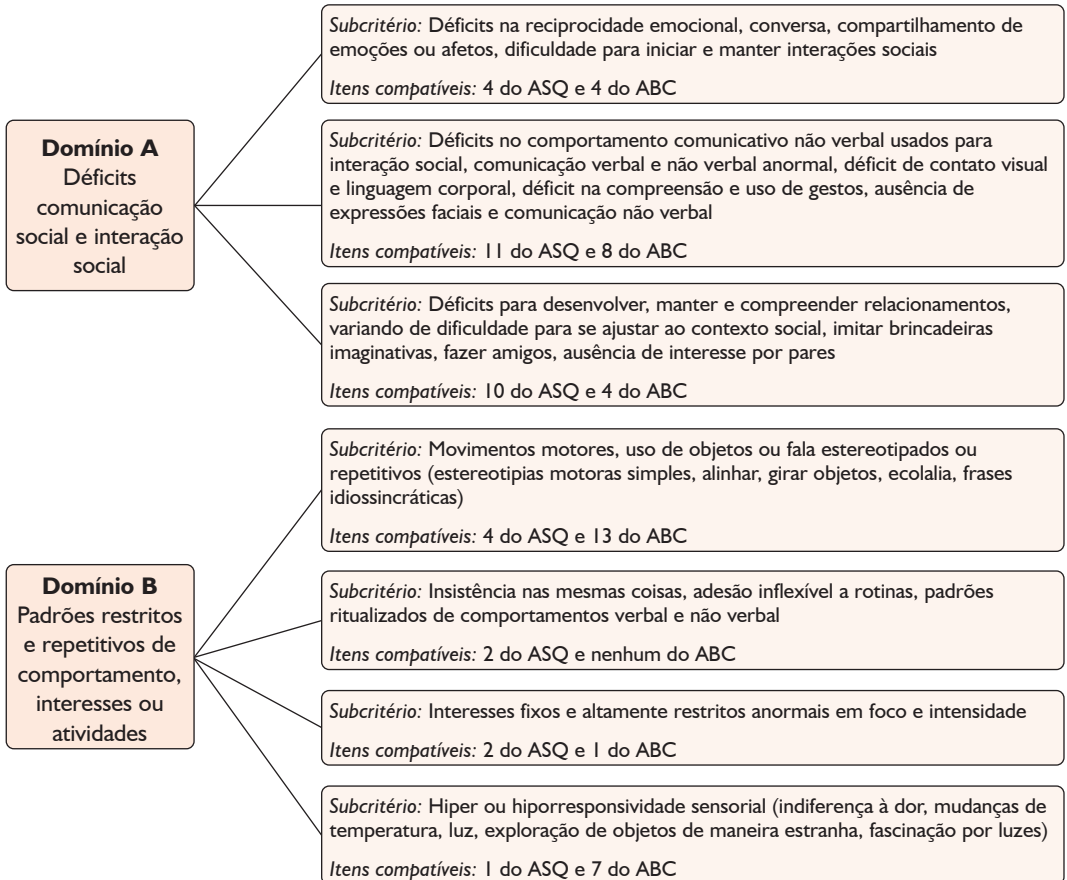 Subcritério: Déficits na reciprocidade emocional, conversa, compartilhamento de
emoções ou afetos, dificuldade para iniciar e manter interações sociais
Itens compatíveis: 4 do ASQ e 4 do ABC
Domínio A
Déficits
comunicação
social e interação
social
Subcritério: Déficits no comportamento comunicativo não verbal usados para
interação social, comunicação verbal e não verbal anormal, déficit de contato visual
e linguagem corporal, déficit na compreensão e uso de gestos, ausência de
expressões faciais e comunicação não verbal
Itens compatíveis: 11 do ASQ e 8 do ABC
Subcritério: Déficits para desenvolver, manter e compreender relacionamentos,
variando de dificuldade para se ajustar ao contexto social, imitar brincadeiras
imaginativas, fazer amigos, ausência de interesse por pares
Itens compatíveis: 10 do ASQ e 4 do ABC
Domínio B
Padrões restritos
e repetitivos de
comportamento,
interesses ou
atividades
Subcritério: Movimentos motores, uso de objetos ou fala estereotipados ou
repetitivos (estereotipias motoras simples, alinhar, girar objetos, ecolalia, frases
idiossincráticas)
Itens compatíveis: 4 do ASQ e 13 do ABC
Subcritério: Insistência nas mesmas coisas, adesão inflexível a rotinas, padrões
ritualizados de comportamentos verbal e não verbal
Itens compatíveis: 2 do ASQ e nenhum do ABC
Subcritério: Interesses fixos e altamente restritos anormais em foco e intensidade
Itens compatíveis: 2 do ASQ e 1 do ABC
Subcritério: Hiper ou hiporresponsividade sensorial (indiferença à dor, mudanças de
temperatura, luz, exploração de objetos de maneira estranha, fascinação por luzes)
Itens compatíveis: 1 do ASQ e 7 do ABC